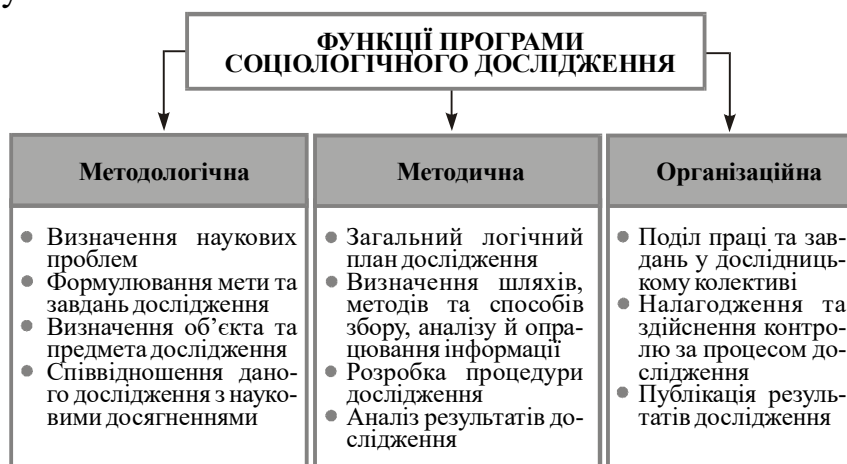 у
ФУНКЦІЇ ПРОГРАМИ
СОЦІОЛОГІЧНОГО ДОСЛІДЖЕННЯ
Методологічна
● Визначення наукових
проблем
● Формулювання мети та
завдань дослідження
● Визначення об’єкта та
предмета дослідження
● Співвідношення дано-
го дослідження з науко-
вими досягненнями
Методична
● Загальний логічний
план дослідження
● Визначення шляхів,
методів та способів
збору, аналізу й опра-
цювання інформації
● Розробка процедури
дослідження
● Аналіз результатів до-
слідження
Організаційна
● Поділ праці та зав-
дань у дослідниць-
кому колективі
● Налагодження та
здійснення контро-
лю за процесом до-
слідження
● Публікація резуль-
татів дослідження